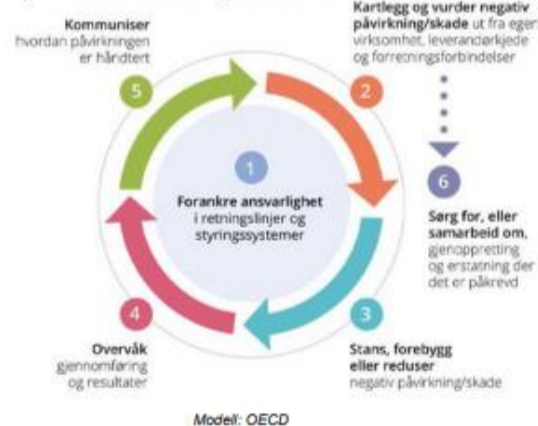 1
Forankre ansvarlighet
i retningslinjer og
styringssystemer
2
Kartlegg og vurder negativ
påvirkning/skade ut fra egen
virksomhet, leverandørkjede
og forretningsforbindelser
3
Stans, forebygg
eller reduser
negativ påvirkning/skade
4
Overvåk
gjennomføring
og resultater
5
Kommuniser
hvordan påvirkningen
er håndtert
6
Sørg for, eller
samarbeid om,
gjenoppretting
og erstatning der
det er påkrevd
Modell: OECD